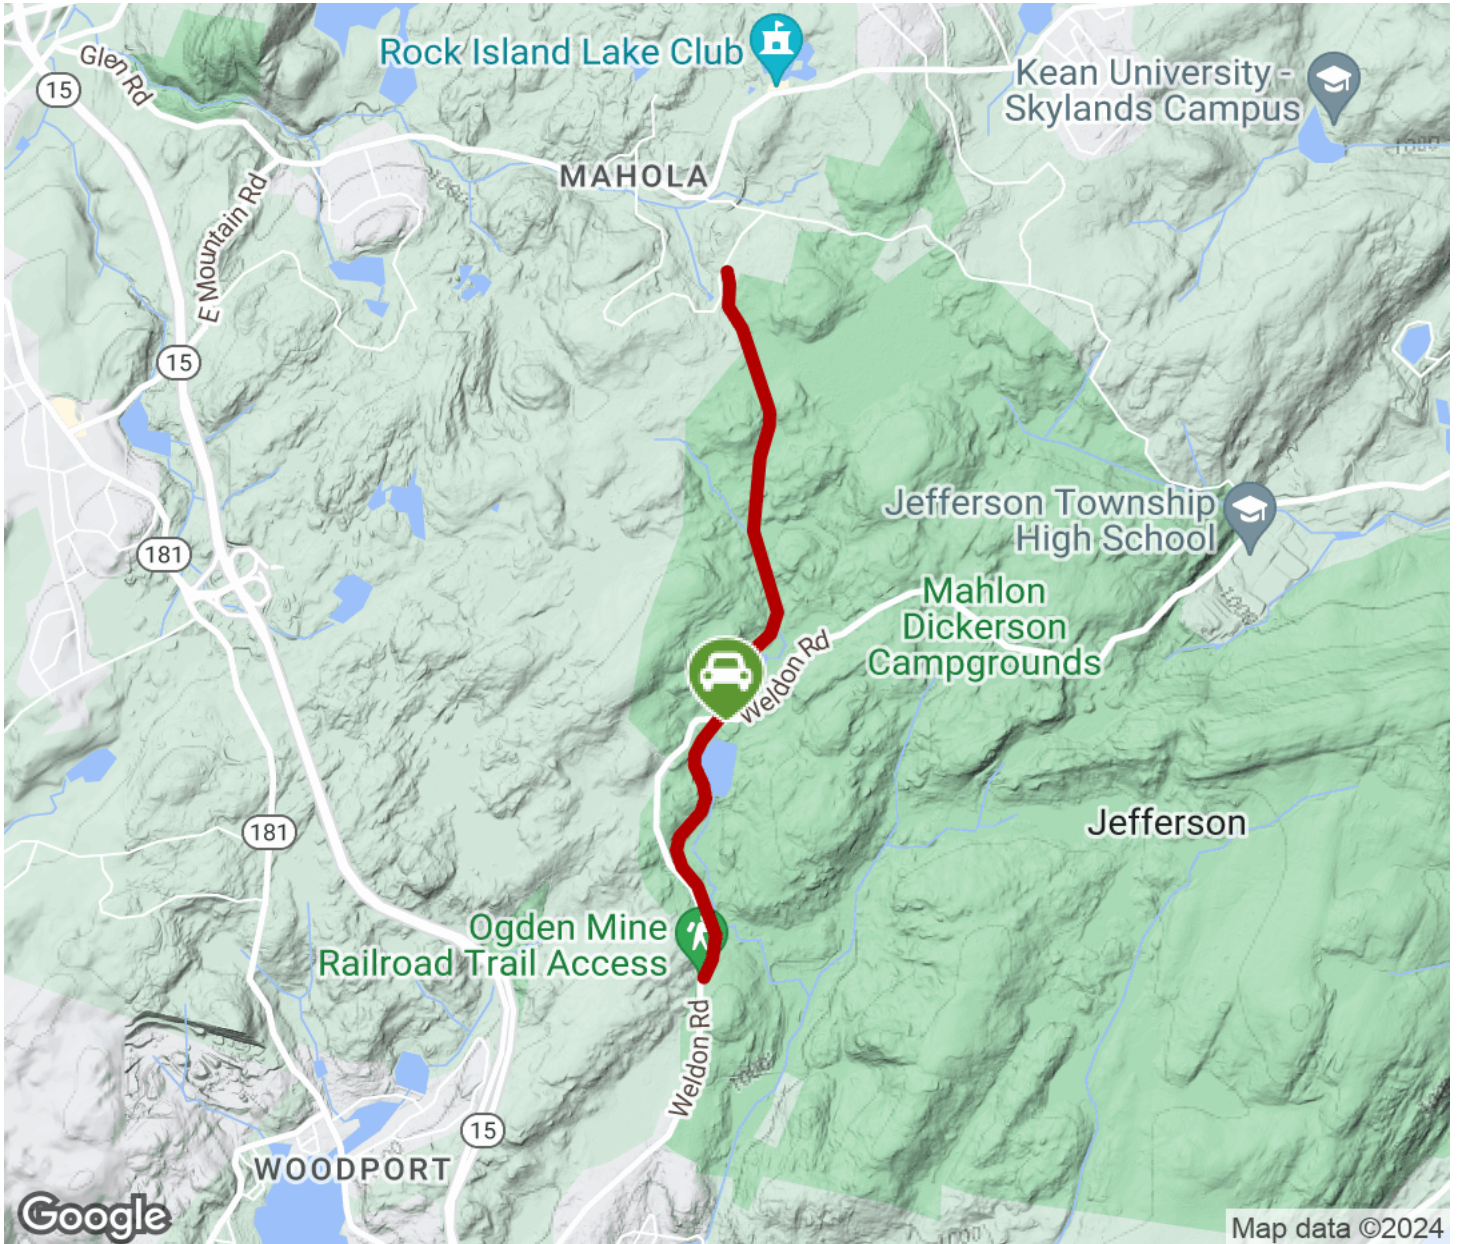 Rock Island Lake Club
Glen Rd
15
Kean University -
Skylands Campus
MAHOLA
E Mountain Rd
15
Jefferson Township
High School
181
Mahlon
Dickerson
Campgrounds
1000
Weldon Rd
181
Jefferson
Ogden Mine
Railroad Trail Access
Weldon Rd
15
WOODPORT
1000
Google
Map data ©2024